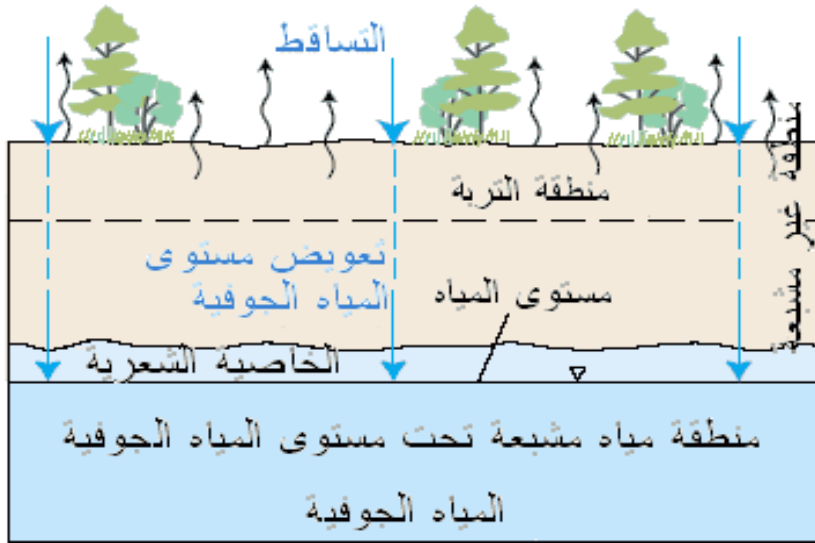 التساقط
منطقة التربة
منطقة غير مشبعة
تعويض مستوى
المياه الجوفية
مستوى المياه
الخاصية الشعرية
منطقة مياه مشبعة تحت مستوى المياه الجوفية
المياه الجوفية